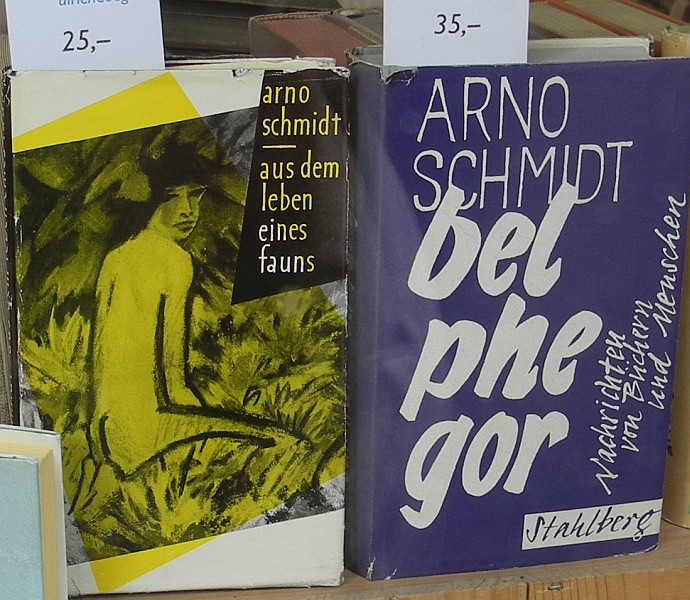 25,–
35,–
arno
schmidt
aus dem
leben
eines
fauns
ARNO
SCHMIDT
bel
phe
gor
Nachrichten
von Büchern
und Menschen
Stahlberg